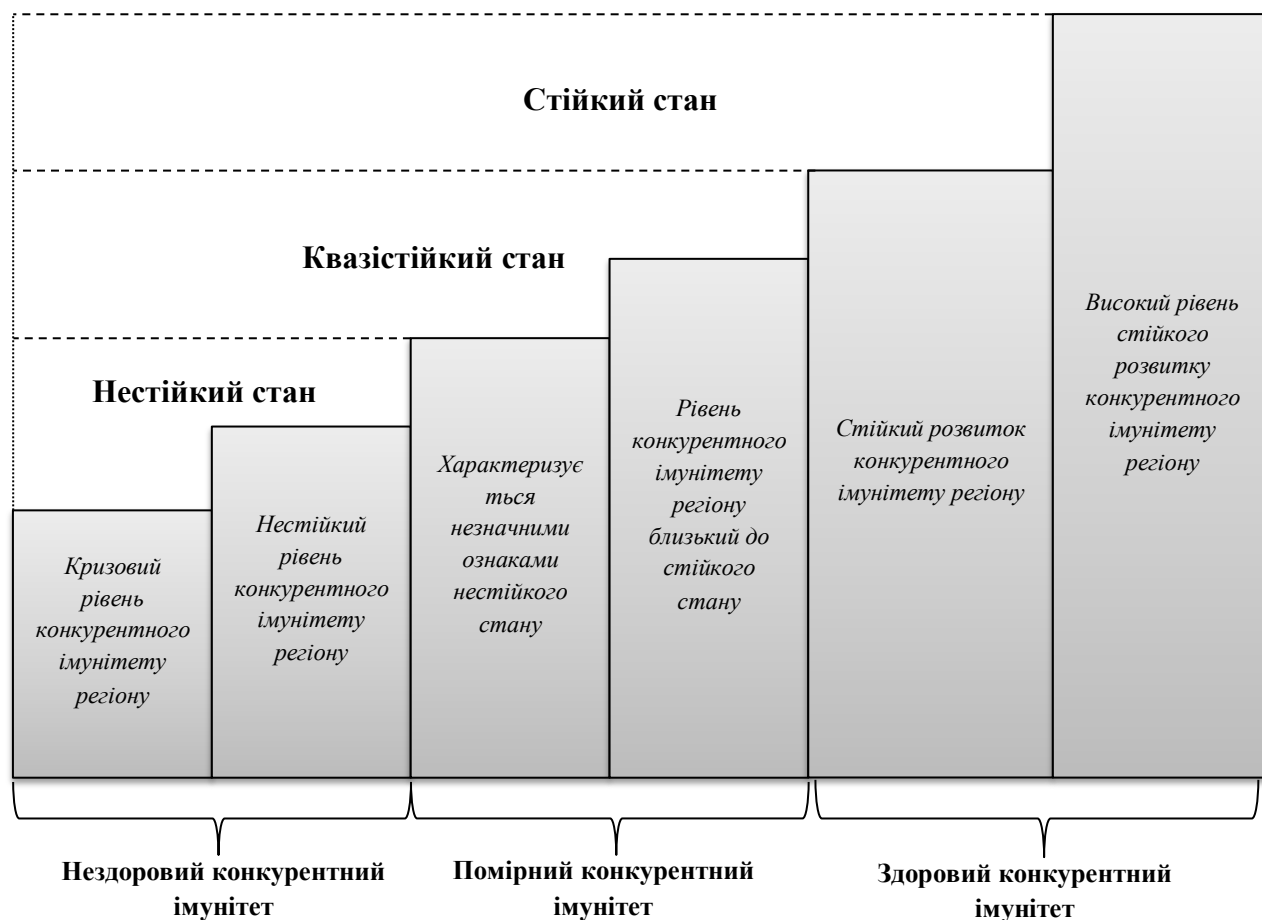 Стійкий стан
Квазістійкий стан
Нестійкий стан
Кризовий
рівень
конкурентного
імунітету
регіону
Нестійкий
рівень
конкурентного
імунітету
регіону
Характеризує
ться
незначними
ознаками
нестійкого
стану
Рівень
конкурентного
імунітету
регіону
близький до
стійкого
стану
Стійкий розвиток
конкурентного
імунітету регіону
Високий рівень
стійкого
розвитку
конкурентного
імунітету
регіону
Нездоровий конкурентний
імунітет
Помірний конкурентний
імунітет
Здоровий конкурентний
імунітет